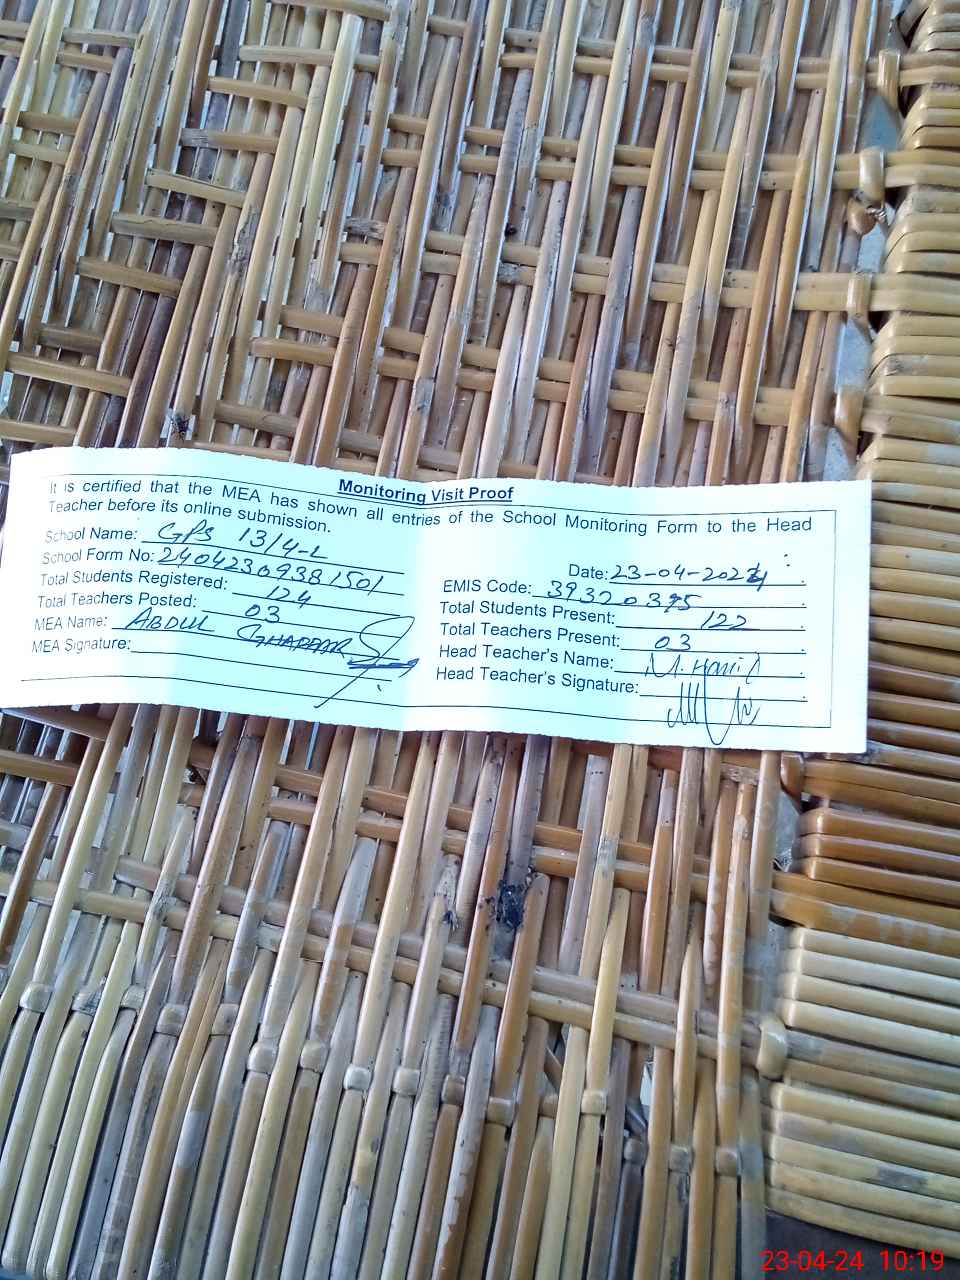 Monitoring Visit Proof
It is certified that the MEA has shown all entries of the School Monitoring Form to the Head
Teacher before its online submission.
School Name: GPS 13/4-L
Date: 23-04-2024
School Form No: 24042309381501
EMIS Code: 39320395
Total Students Registered: 124
Total Students Present: 122
Total Teachers Posted: 03
Total Teachers Present: 03
MEA Name: ABDUL GHAFFAR
Head Teacher's Name: M. Hanif
MEA Signature:
Head Teacher's Signature:
23-04-24 10:19